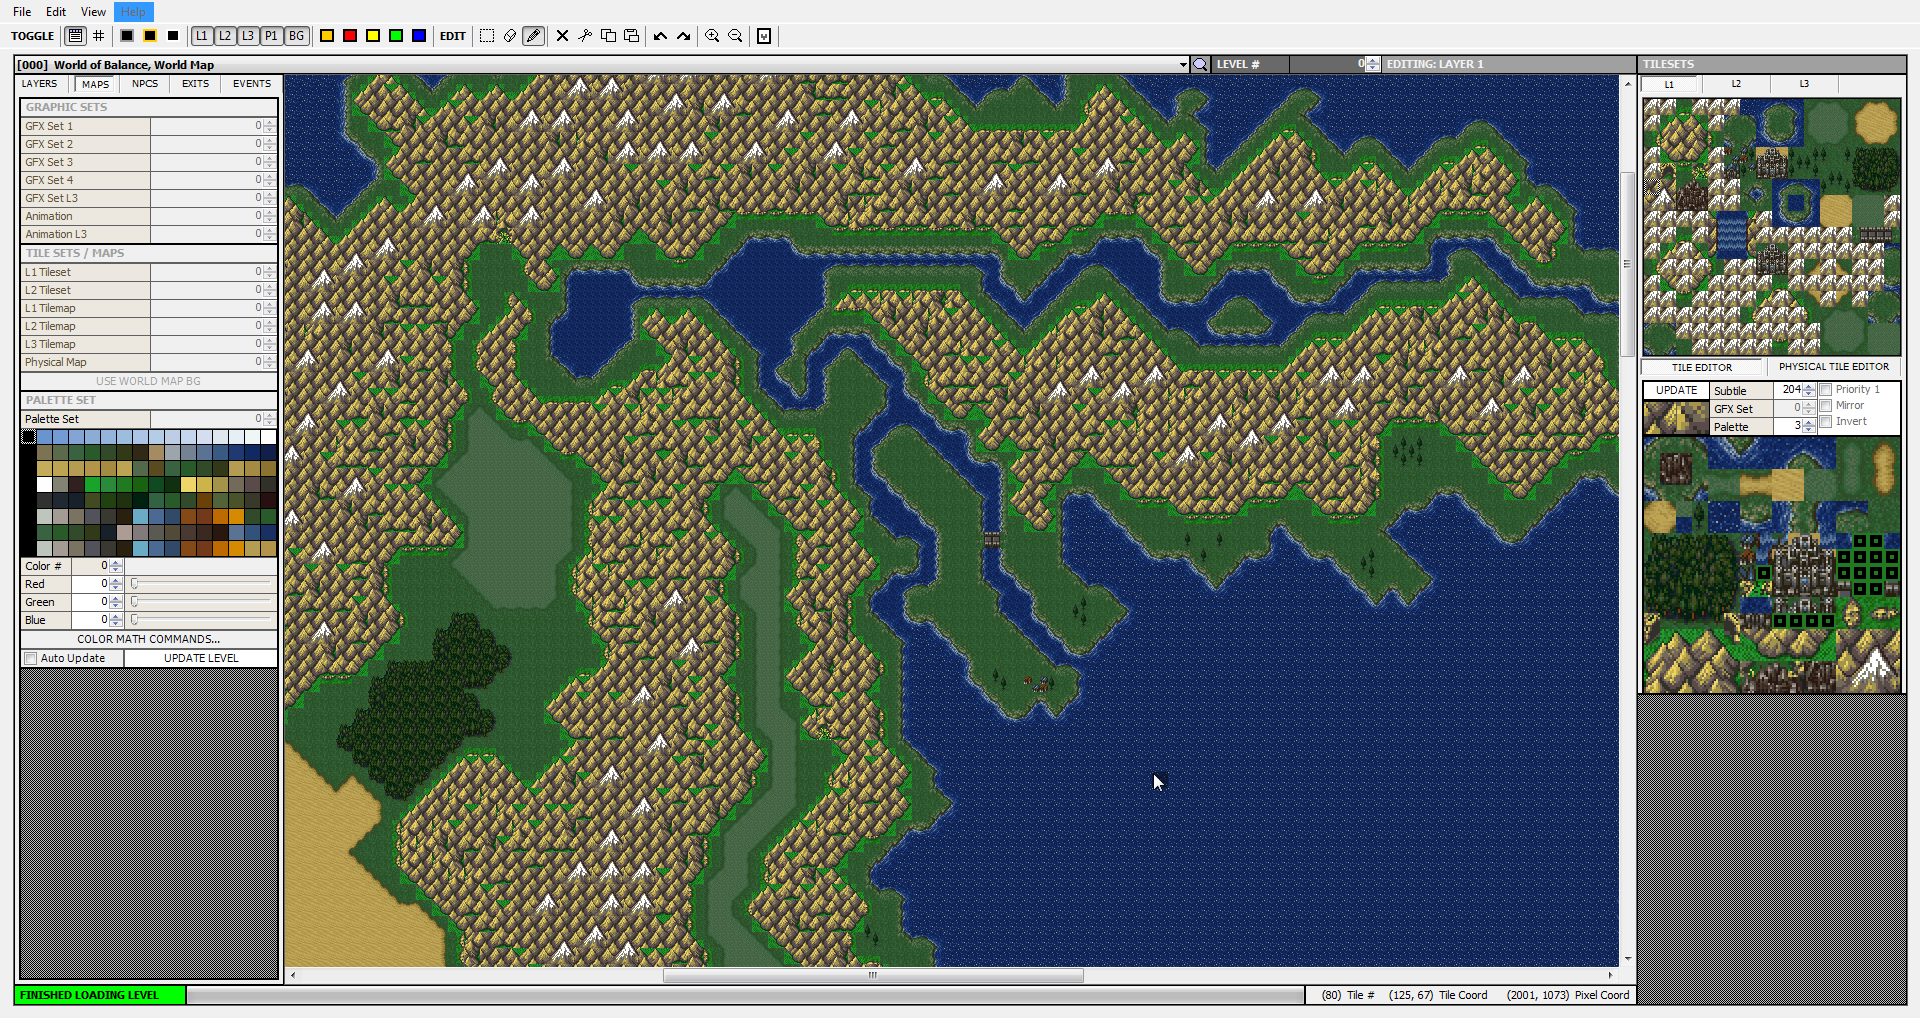 File Edit View Help
TOGGLE L1 L2 L3 P1 BG EDIT
[000] World of Balance, World Map LEVEL # 0 EDITING: LAYER 1 TILESETS
LAYERS MAPS NPCS EXITS EVENTS
L1 L2 L3
GRAPHIC SETS
GFX Set 1 0
GFX Set 2 0
GFX Set 3 0
GFX Set 4 0
GFX Set L3 0
Animation 0
Animation L3 0
TILE SETS / MAPS
L1 Tileset 0
L2 Tileset 0
L1 Tilemap 0
L2 Tilemap 0
L3 Tilemap 0
Physical Map 0
USE WORLD MAP BG
PALETTE SET
Palette Set 0
Color # 0
Red 0
Green 0
Blue 0
COLOR MATH COMMANDS...
Auto Update UPDATE LEVEL
TILE EDITOR PHYSICAL TILE EDITOR
UPDATE Subtile 204 Priority 1
GFX Set 0 Mirror
Palette 3 Invert
FINISHED LOADING LEVEL
(80) Tile # (125, 67) Tile Coord (2001, 1073) Pixel Coord